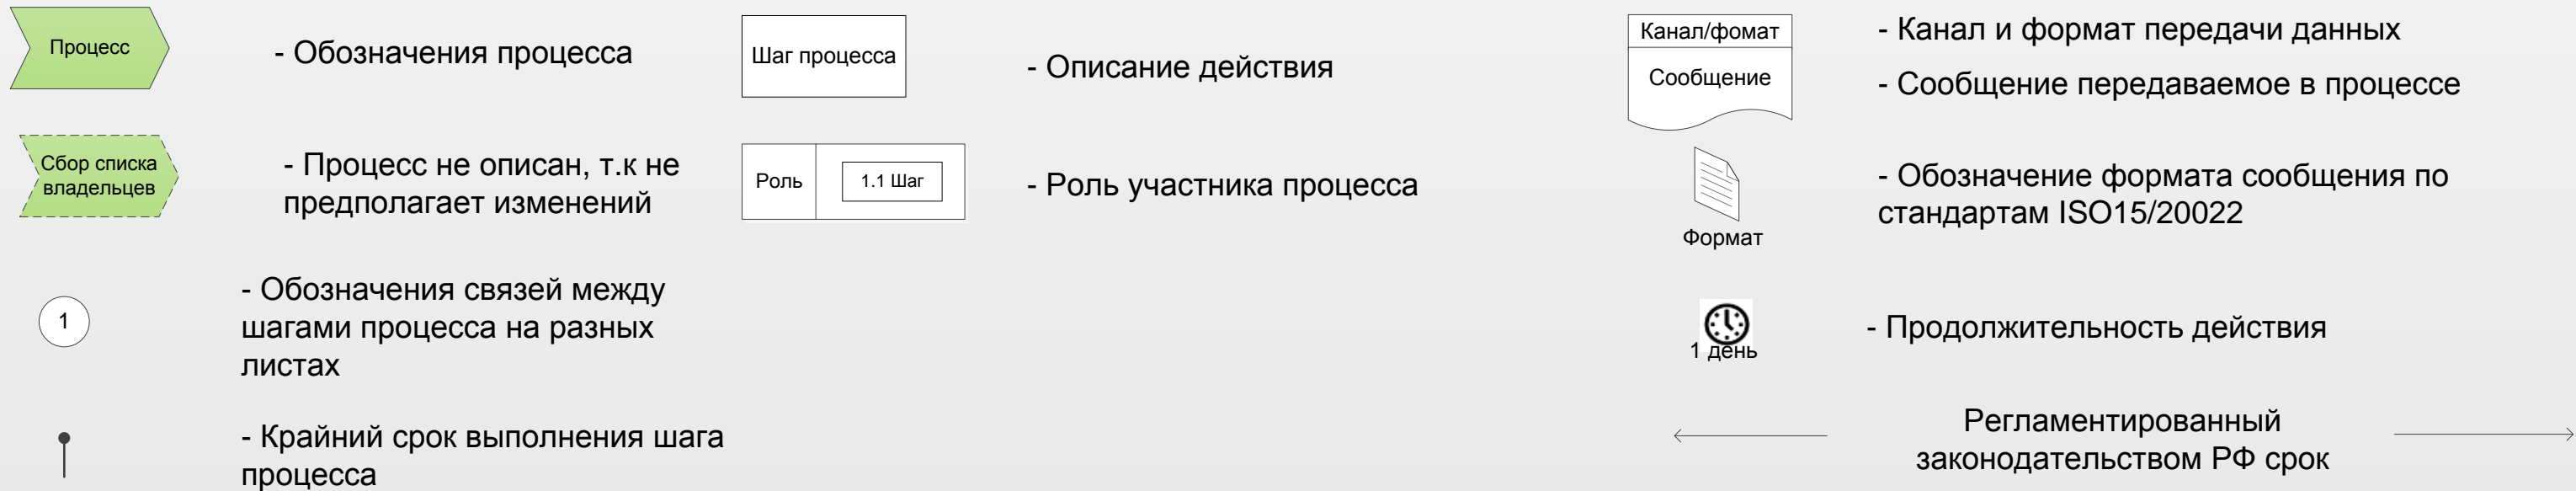 Процесс
- Обозначения процесса
Шаг процесса
- Описание действия
Канал/фомат
Сообщение
- Канал и формат передачи данных
- Сообщение передаваемое в процессе
Сбор списка
владельцев
- Процесс не описан, т.к не
предполагает изменений
Роль
1.1 Шаг
- Роль участника процесса
Формат
- Обозначение формата сообщения по
стандартам ISO15/20022
1
- Обозначения связей между
шагами процесса на разных
листах
1 день
- Продолжительность действия
- Крайний срок выполнения шага
процесса
Регламентированный
законодательством РФ срок